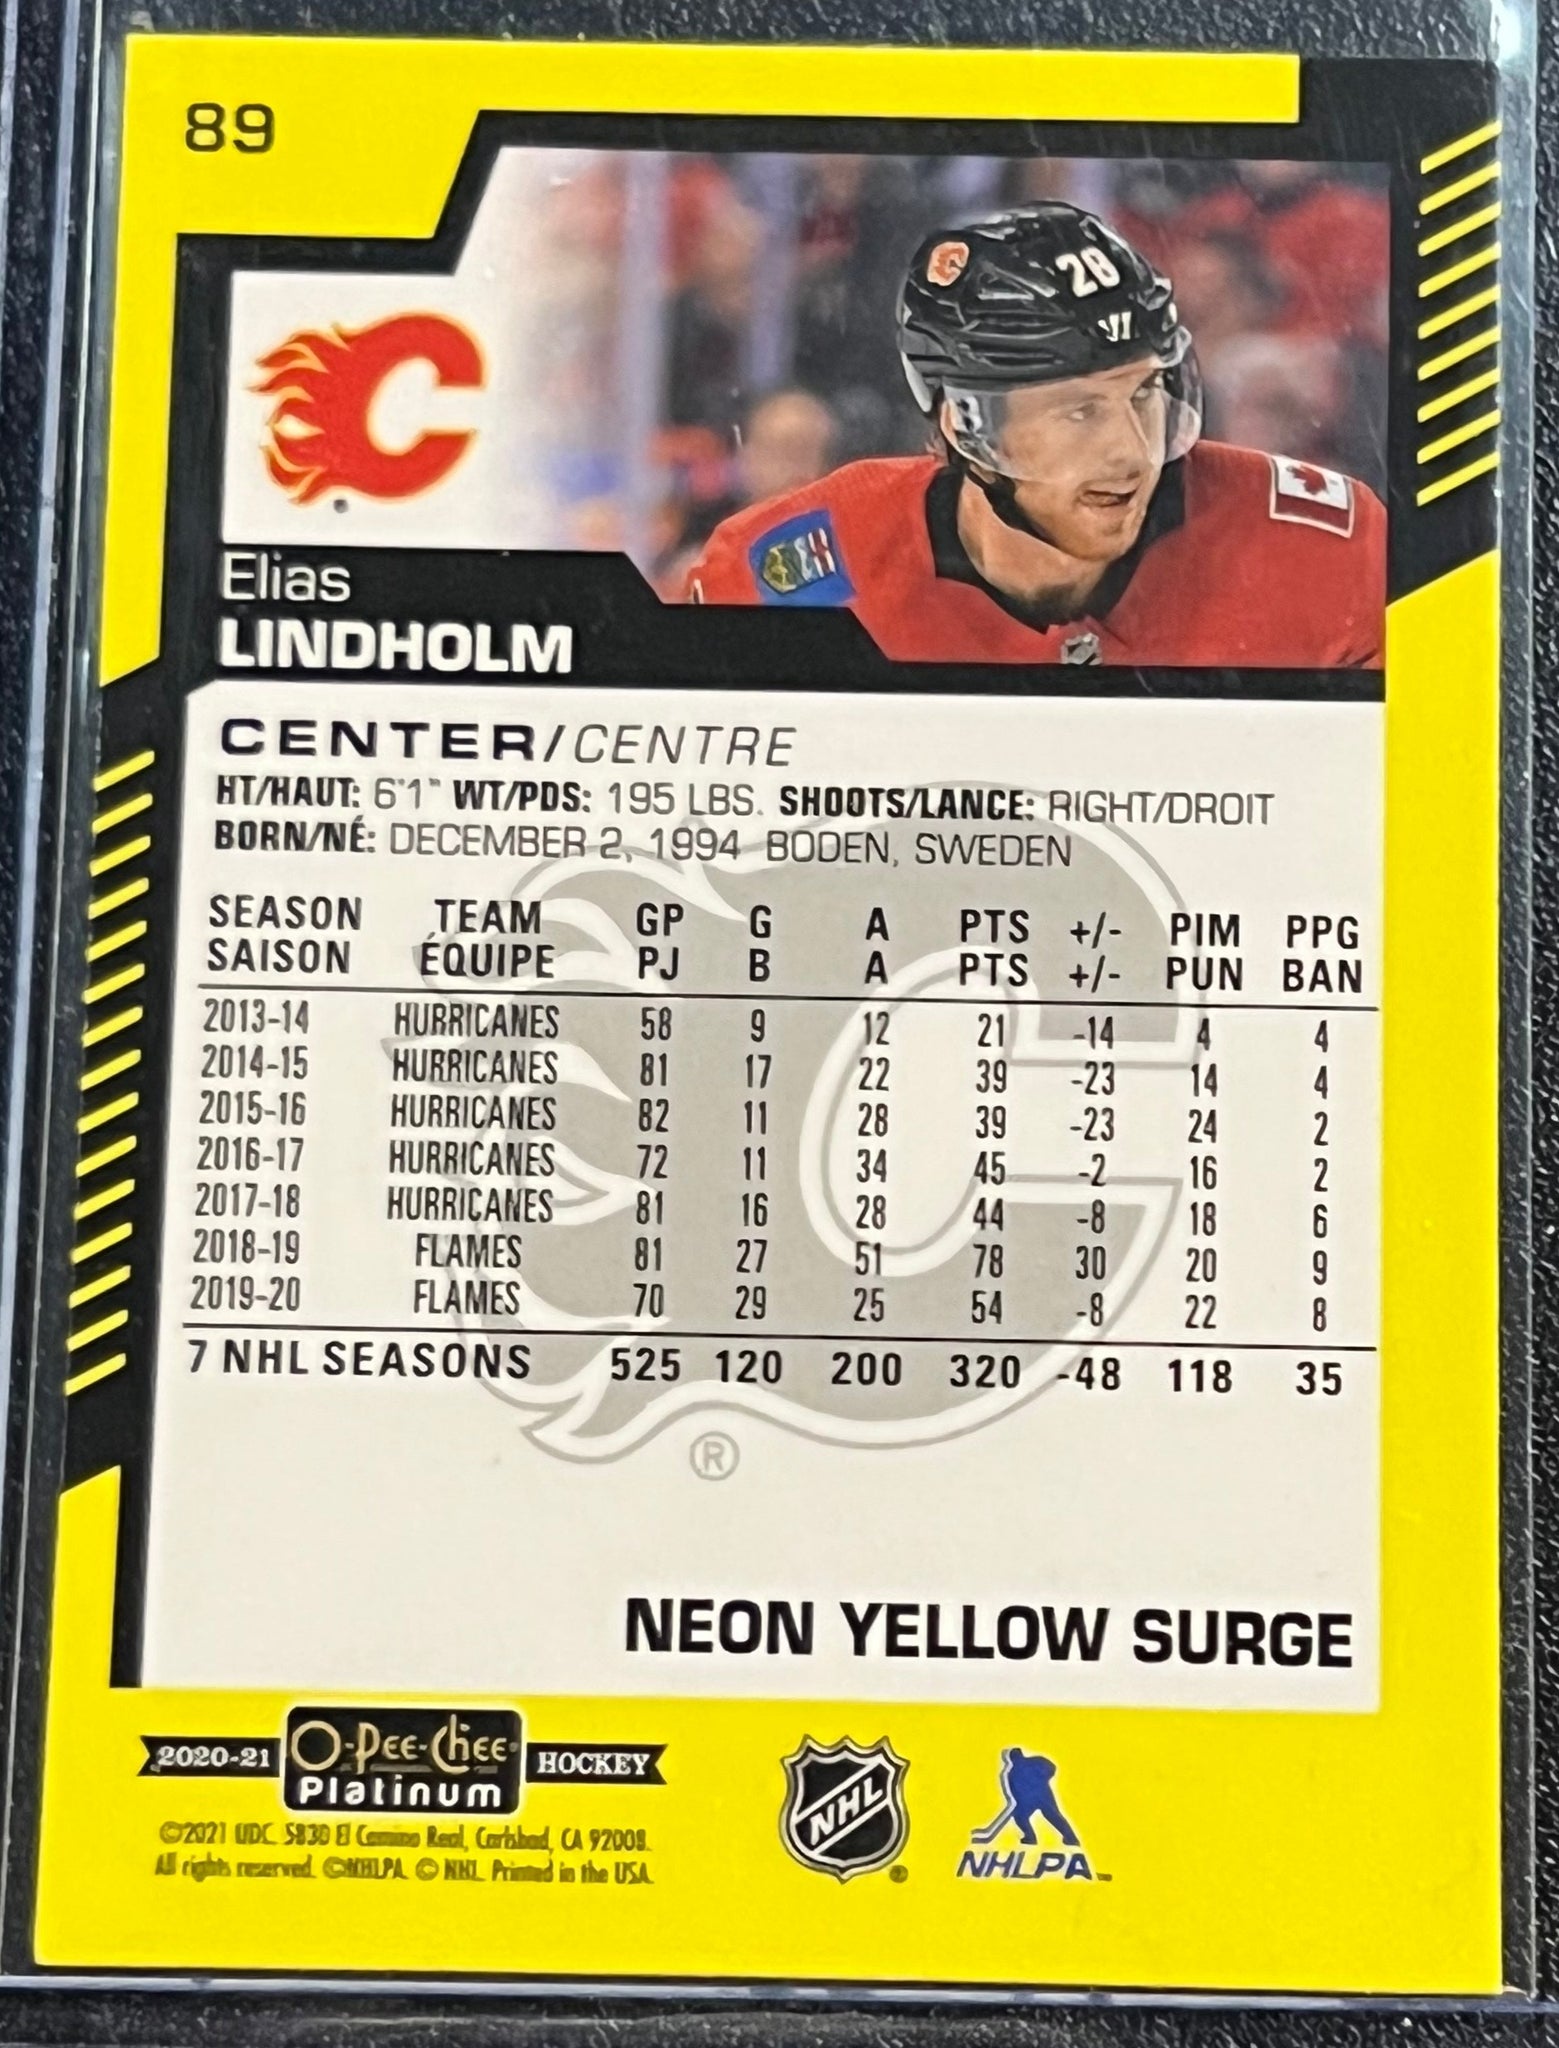 89
28
Elias
LINDHOLM
CENTER/CENTRE
HT/HAUT: 6'1" WT/PDS: 195 LBS. SHOOTS/LANCE: RIGHT/DROIT
BORN/NÉ: DECEMBER 2, 1994 BODEN, SWEDEN
SEASON TEAM GP G A PTS +/- PIM PPG
SAISON ÉQUIPE PJ B A PTS +/- PUN BAN
2013-14 HURRICANES 58 9 12 21 -14 4 4
2014-15 HURRICANES 81 17 22 39 -23 14 4
2015-16 HURRICANES 82 11 28 39 -23 24 2
2016-17 HURRICANES 72 11 34 45 -2 16 2
2017-18 HURRICANES 81 16 28 44 -8 18 6
2018-19 FLAMES 81 27 51 78 30 20 9
2019-20 FLAMES 70 29 25 54 -8 22 8
7 NHL SEASONS 525 120 200 320 -48 118 35
®
NEON YELLOW SURGE
2020-21 O-Pee-Chee Platinum HOCKEY
NHL
NHLPA
©2021 UDC. 5830 El Camino Real, Carlsbad, CA 92008.
All rights reserved. ©NHLPA. © NHL. Printed in the USA.